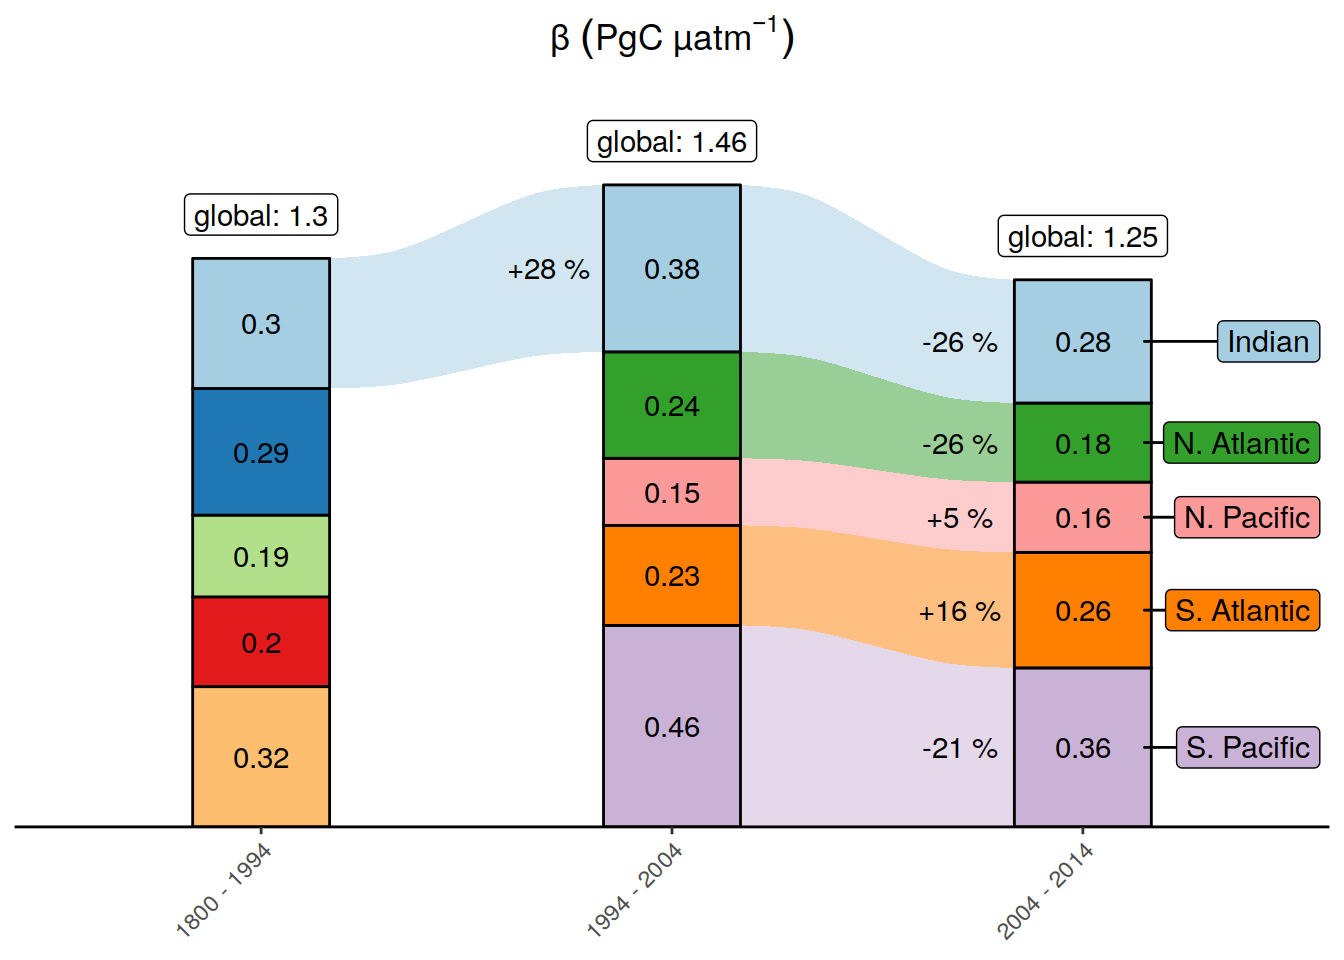 β (PgC µatm⁻¹)
global: 1.46
global: 1.3
global: 1.25
+28 %
0.38
0.3
-26 %
0.28
Indian
0.24
-26 %
0.18
N. Atlantic
0.29
0.15
+5 %
0.16
N. Pacific
0.19
0.23
+16 %
0.26
S. Atlantic
0.2
0.46
-21 %
0.36
S. Pacific
0.32
1800 - 1994
1994 - 2004
2004 - 2014